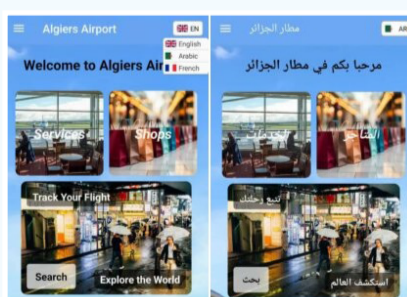 Algiers Airport
EN
English
Arabic
French
Welcome to Algiers Air
Services
Shops
Track Your Flight
Search
Explore the World
مطار الجزائر
AR
مرحبا بكم في مطار الجزائر
الخدمات
المتاجر
تتبع رحلتك
بحث
استكشف العالم